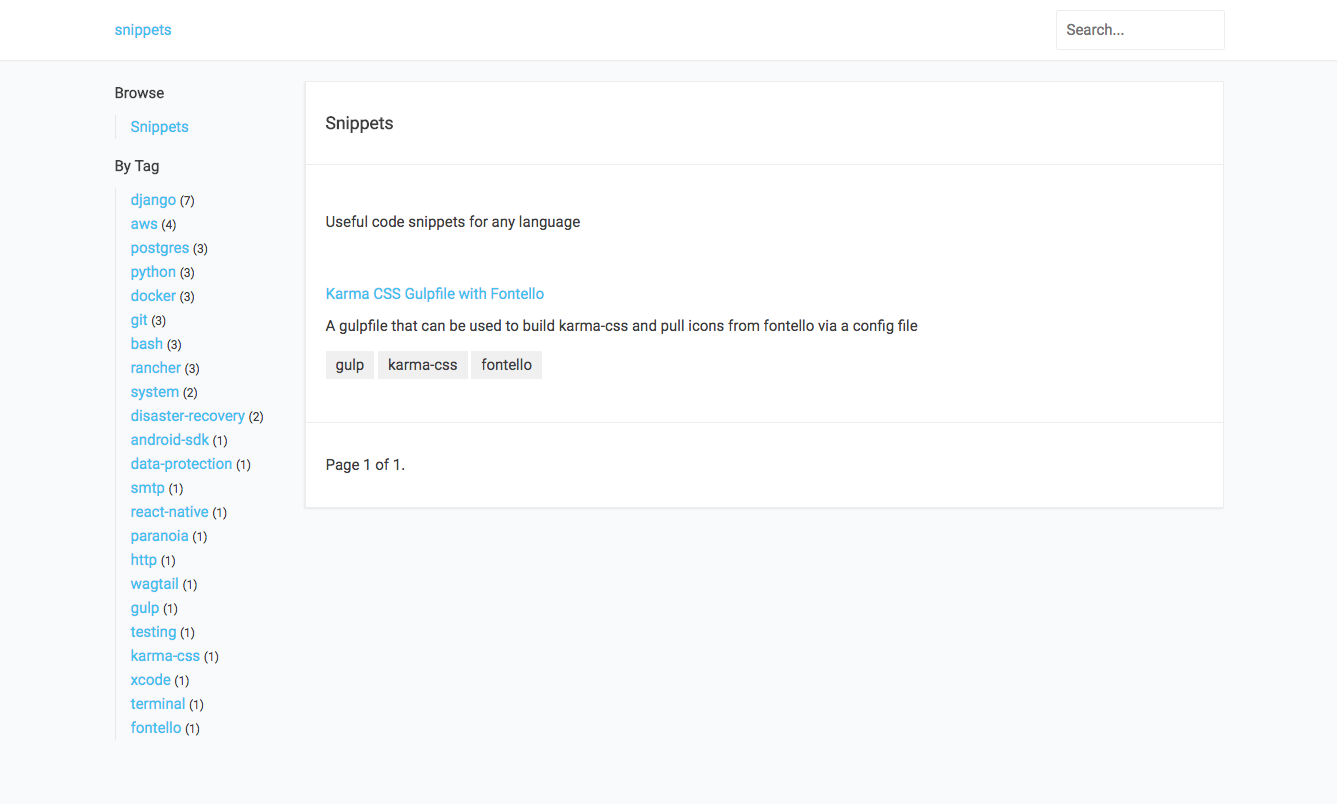 snippets
Search...
Browse
Snippets
By Tag
django (7)
aws (4)
postgres (3)
python (3)
docker (3)
git (3)
bash (3)
rancher (3)
system (2)
disaster-recovery (2)
android-sdk (1)
data-protection (1)
smtp (1)
react-native (1)
paranoia (1)
http (1)
wagtail (1)
gulp (1)
testing (1)
karma-css (1)
xcode (1)
terminal (1)
fontello (1)
Snippets
Useful code snippets for any language
Karma CSS Gulpfile with Fontello
A gulpfile that can be used to build karma-css and pull icons from fontello via a config file
gulp karma-css fontello
Page 1 of 1.